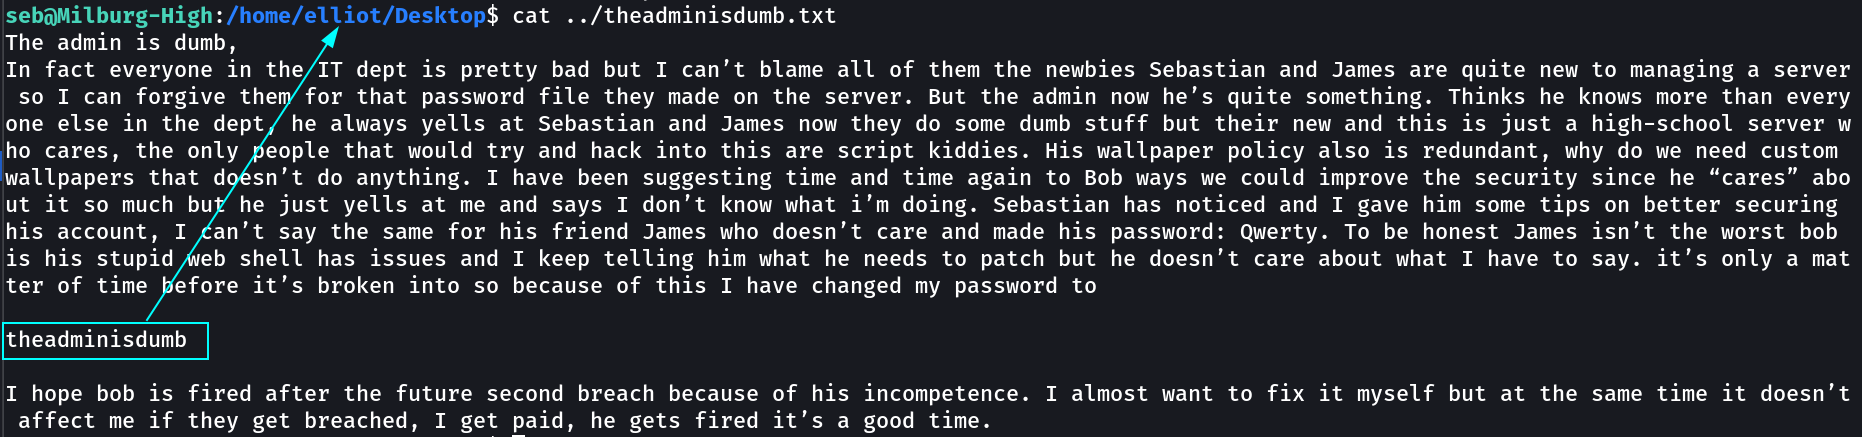 seb@Milburg-High:/home/elliot/Desktop$ cat ../theadminisdumb.txt
The admin is dumb,
In fact everyone in the IT dept is pretty bad but I can’t blame all of them the newbies Sebastian and James are quite new to managing a server
 so I can forgive them for that password file they made on the server. But the admin now he’s quite something. Thinks he knows more than every
one else in the dept, he always yells at Sebastian and James now they do some dumb stuff but their new and this is just a high-school server w
ho cares, the only people that would try and hack into this are script kiddies. His wallpaper policy also is redundant, why do we need custom
wallpapers that doesn’t do anything. I have been suggesting time and time again to Bob ways we could improve the security since he “cares” abo
ut it so much but he just yells at me and says I don’t know what i’m doing. Sebastian has noticed and I gave him some tips on better securing
his account, I can’t say the same for his friend James who doesn’t care and made his password: Qwerty. To be honest James isn’t the worst bob
is his stupid web shell has issues and I keep telling him what he needs to patch but he doesn’t care about what I have to say. it’s only a mat
ter of time before it’s broken into so because of this I have changed my password to
theadminisdumb
I hope bob is fired after the future second breach because of his incompetence. I almost want to fix it myself but at the same time it doesn’t
 affect me if they get breached, I get paid, he gets fired it’s a good time.